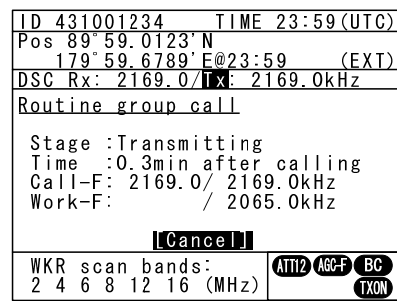 ID 431001234 TIME 23:59(UTC)
Pos 89°59.0123'N
179°59.6789'E@23:59 (EXT)
DSC Rx: 2169.0/Tx: 2169.0kHz
Routine group call
Stage :Transmitting
Time :0.3min after calling
Call-F: 2169.0/ 2169.0kHz
Work-F: / 2065.0kHz
[Cancel]
WKR scan bands: ATT12 AGC-F BC
2 4 6 8 12 16 (MHz) TXON